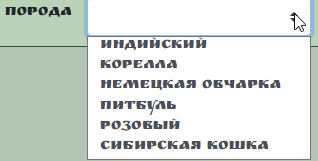 порода
индийский
корелла
немецкая овчарка
питбуль
розовый
сибирская кошка